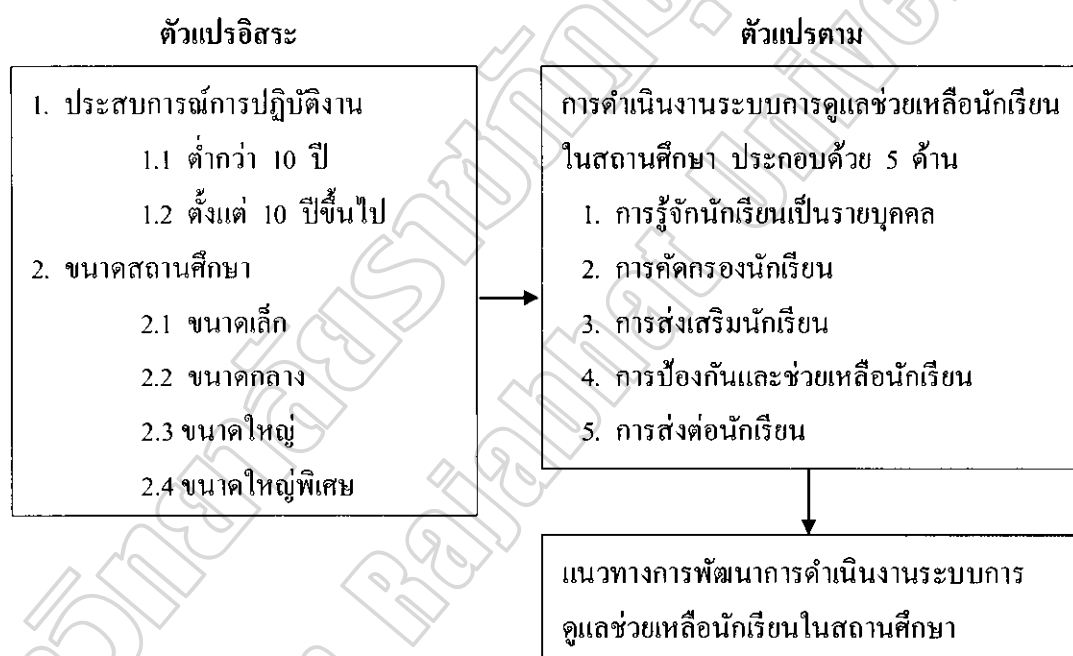 ตัวแปรอิสระ
1. ประสบการณ์การปฏิบัติงาน
1.1 ต่ำกว่า 10 ปี
1.2 ตั้งแต่ 10 ปีขึ้นไป
2. ขนาดสถานศึกษา
2.1 ขนาดเล็ก
2.2 ขนาดกลาง
2.3 ขนาดใหญ่
2.4 ขนาดใหญ่พิเศษ
ตัวแปรตาม
การดำเนินงานระบบการดูแลช่วยเหลือนักเรียน
ในสถานศึกษา ประกอบด้วย 5 ด้าน
1. การรู้จักนักเรียนเป็นรายบุคคล
2. การคัดกรองนักเรียน
3. การส่งเสริมนักเรียน
4. การป้องกันและช่วยเหลือนักเรียน
5. การส่งต่อนักเรียน
แนวทางการพัฒนาการดำเนินงานระบบการ
ดูแลช่วยเหลือนักเรียนในสถานศึกษา
Rajabhat